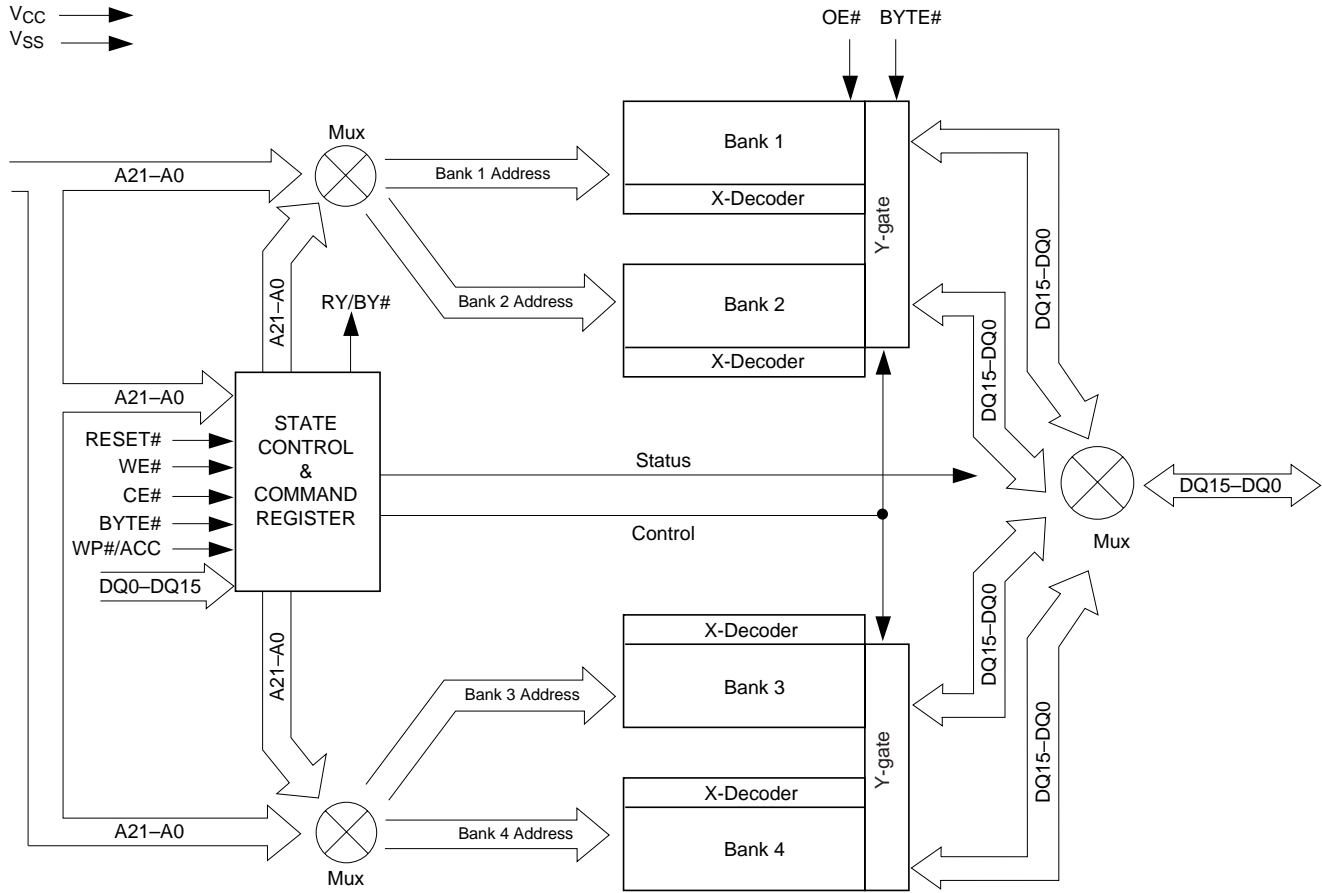 VCC
VSS
OE# BYTE#
Mux
A21–A0
Bank 1 Address
Bank 1
X-Decoder
Y-gate
DQ15–DQ0
A21–A0
RY/BY#
Bank 2 Address
Bank 2
X-Decoder
DQ15–DQ0
A21–A0
RESET#
WE#
CE#
BYTE#
WP#/ACC
DQ0–DQ15
STATE
CONTROL
&
COMMAND
REGISTER
Status
Control
DQ15–DQ0
Mux
A21–A0
X-Decoder
Bank 3
Bank 3 Address
Y-gate
DQ15–DQ0
DQ15–DQ0
A21–A0
Mux
Bank 4 Address
X-Decoder
Bank 4